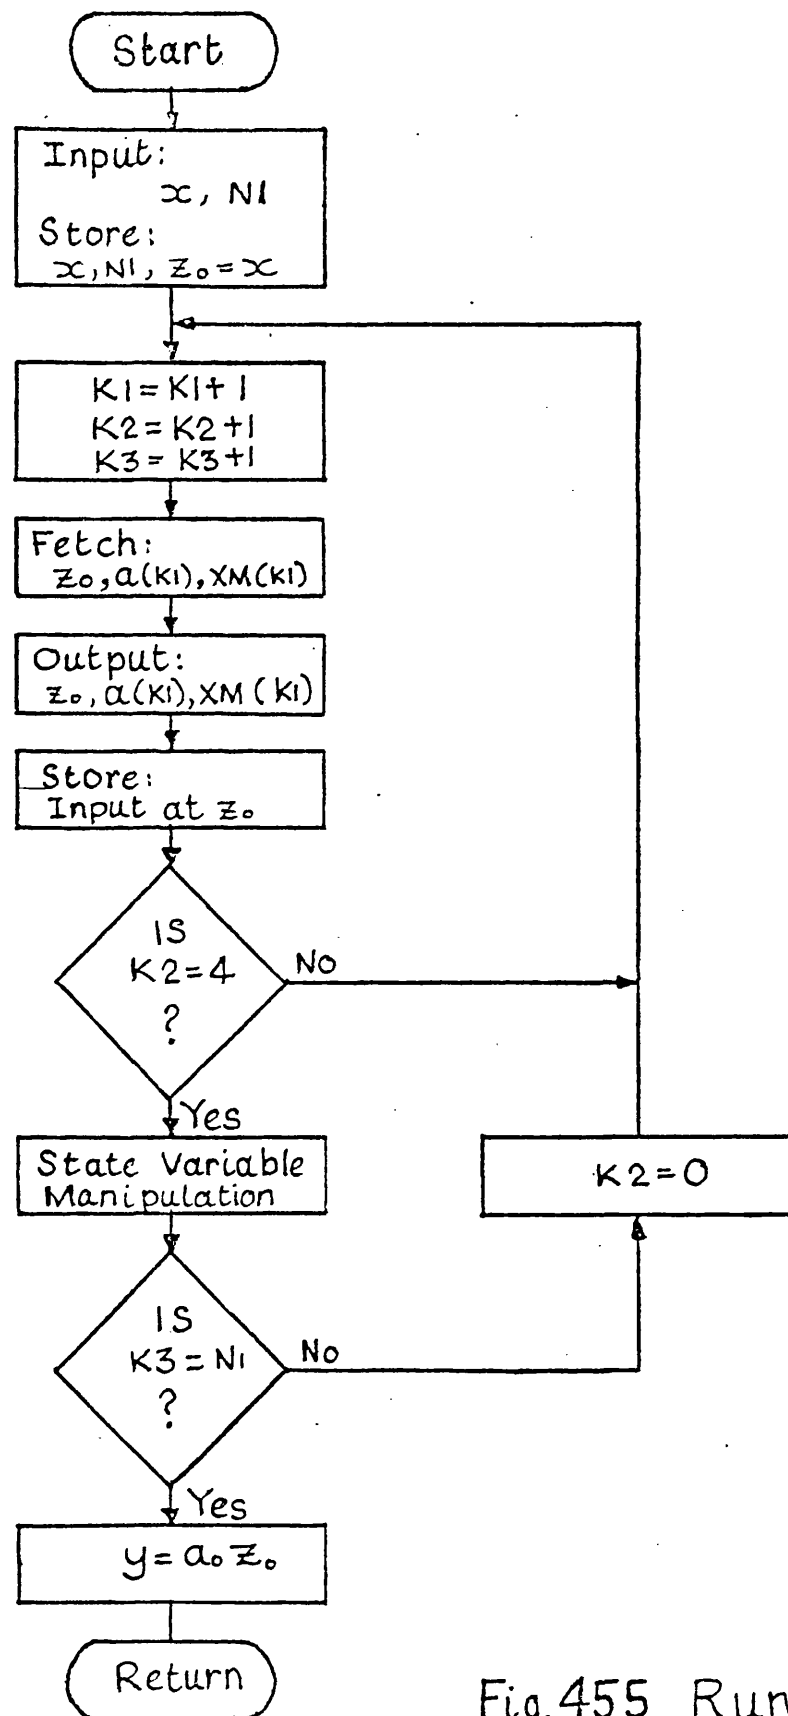 Start
Input:
x, N1
Store:
x, N1, z₀ = x
K1 = K1 + 1
K2 = K2 + 1
K3 = K3 + 1
Fetch:
z₀, a(K1), XM(K1)
Output:
z₀, a(K1), XM(K1)
Store:
Input at z₀
IS
K2 = 4
?
No
Yes
State Variable
Manipulation
K2 = 0
IS
K3 = N1
?
No
Yes
y = a₀ z₀
Return
Fig. 455 Run